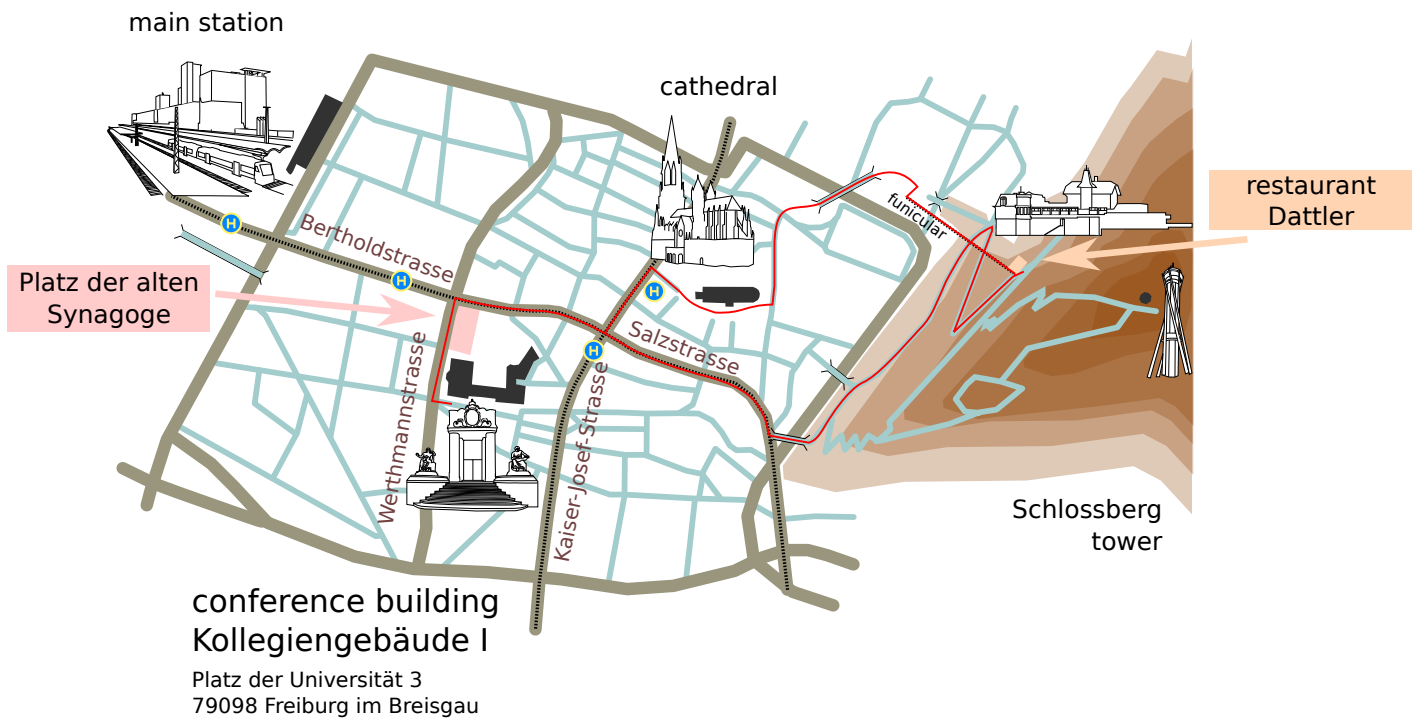 main station
cathedral
restaurant
Dattler
funicular
Bertholdstrasse
H
H
H
H
Platz der alten
Synagoge
Salzstrasse
Werthmannstrasse
Kaiser-Josef-Strasse
Schlossberg
tower
conference building
Kollegiengebäude I
Platz der Universität 3
79098 Freiburg im Breisgau